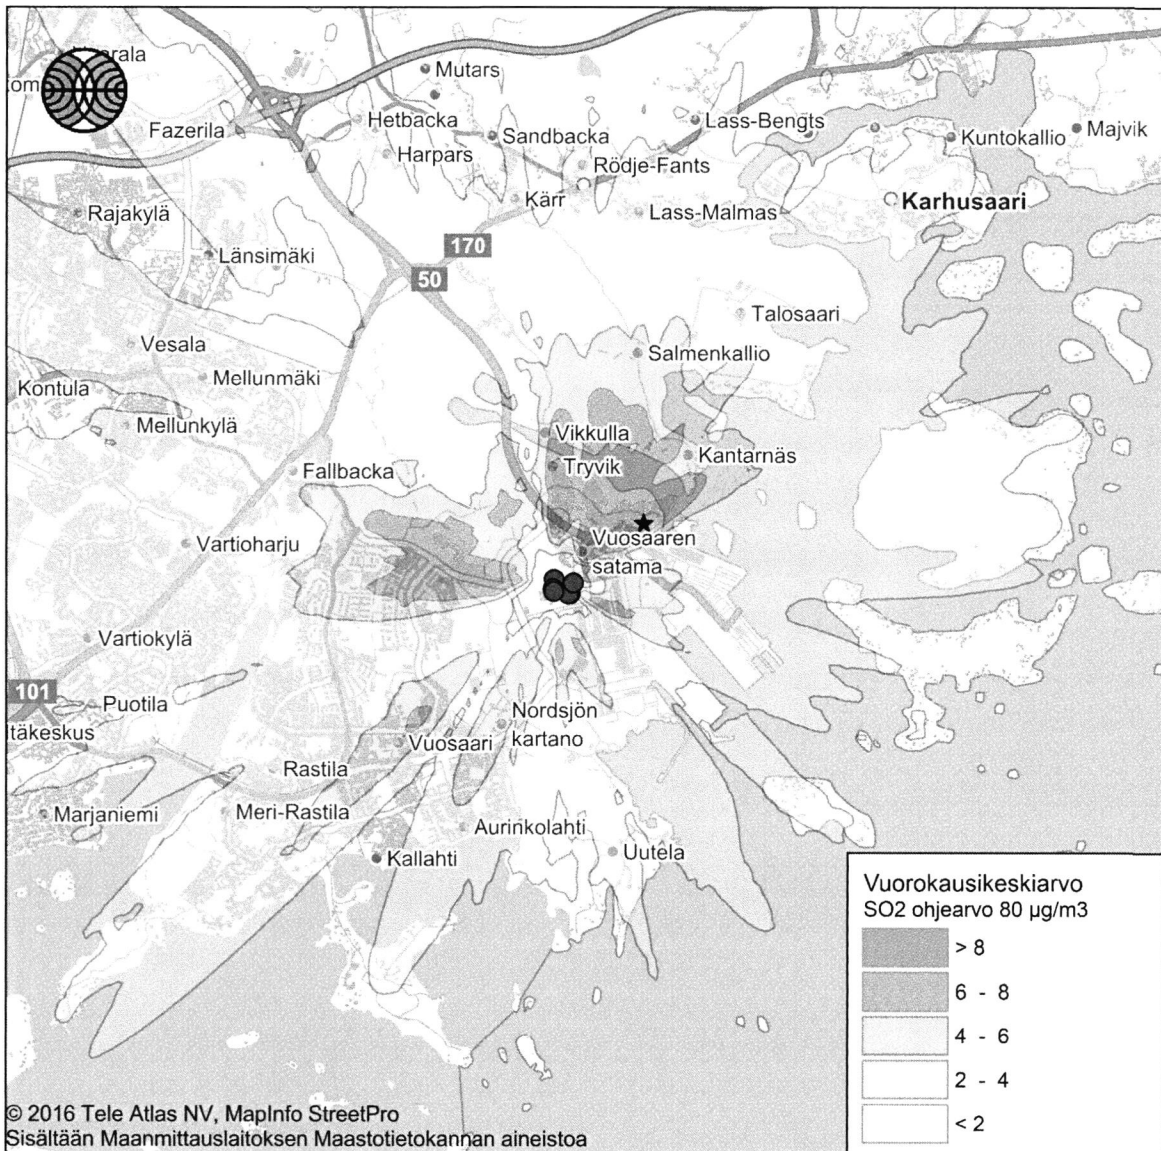 Mutars
Hetbacka
Fazerila
Sandbacka
Lass-Bengts
Kuntokallio
Majvik
Harpars
Rödje-Fants
Kärr
Karhusaari
Rajakylä
Lass-Malmas
Länsimäki
170
50
Talosaari
Vesala
Salmenkallio
Kontula
Mellunmäki
Mellunkylä
Vikkulla
Tryvik
Kantarnäs
Fallbacka
Vartioharju
Vuosaaren
satama
Vartiokylä
101
Puotila
Itäkeskus
Nordsjön
kartano
Vuosaari
Rastila
Marjaniemi
Meri-Rastila
Aurinkolahti
Kallahti
Uutela
Vuorokausikeskiarvo
SO2 ohjearvo 80 µg/m3
> 8
6 - 8
4 - 6
2 - 4
< 2
© 2016 Tele Atlas NV, MapInfo StreetPro
Sisältään Maanmittauslaitoksen Maastotietokannan aineistoa